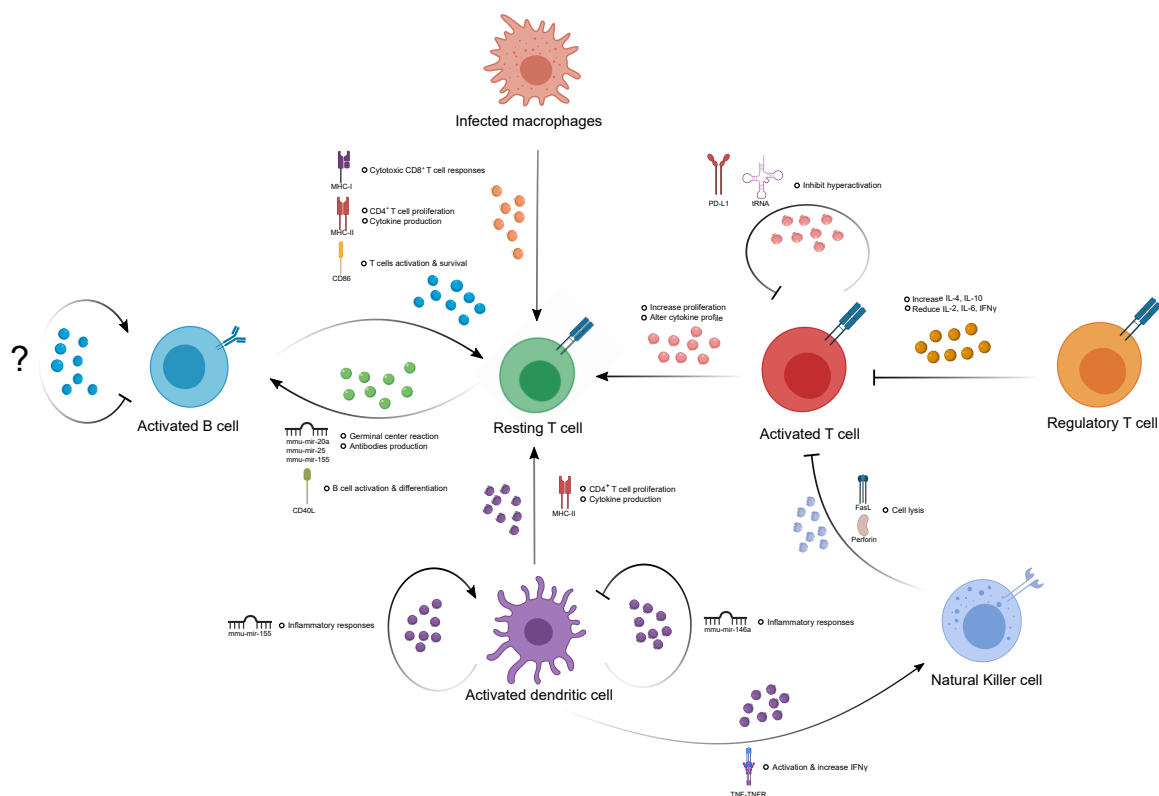 Infected macrophages
MHC-I
Cytotoxic CD8⁺ T cell responses
MHC-II
CD4⁺ T cell proliferation
Cytokine production
CD86
T cells activation & survival
PD-L1
tRNA
Inhibit hyperactivation
Increase proliferation
Alter cytokine profile
Increase IL-4, IL-10
Reduce IL-2, IL-6, IFNγ
?
Activated B cell
Resting T cell
Activated T cell
Regulatory T cell
mmu-mir-20a
mmu-mir-25
mmu-mir-155
Germinal center reaction
Antibodies production
CD40L
B cell activation & differentiation
MHC-II
CD4⁺ T cell proliferation
Cytokine production
FasL
Perforin
Cell lysis
mmu-mir-155
Inflammatory responses
mmu-mir-146a
Inflammatory responses
Activated dendritic cell
Natural Killer cell
Activation & increase IFNγ
TNF-TNFR